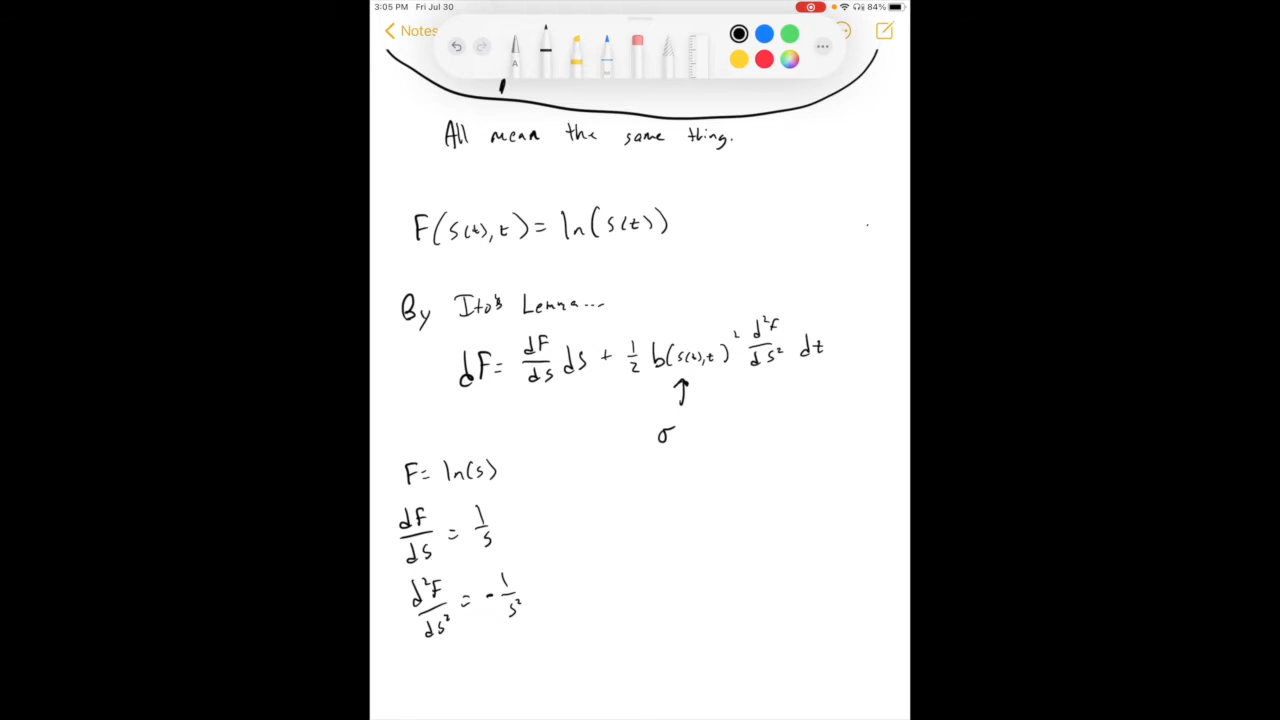 3:05 PM Fri Jul 30
84%
Notes
A
All mean the same thing.
F(S(t),t) = ln(S(t))
By Ito's Lemma...
dF = dF/dS dS + 1/2 b(S(t),t)² d²F/dS² dt
↑
σ
F = ln(S)
dF/dS = 1/S
d²F/dS² = - 1/S²